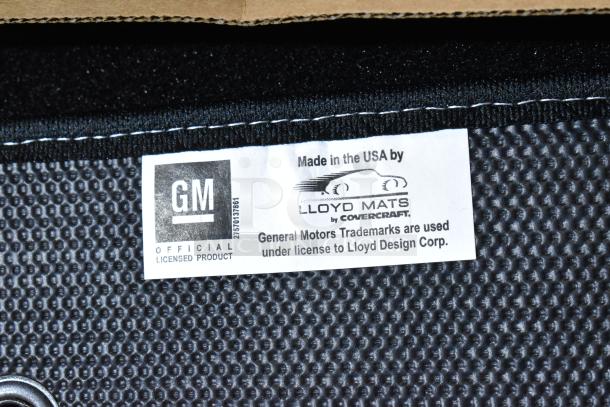 GM
OFFICIAL
LICENSED PRODUCT
Made in the USA by
LLOYD MATS
by COVERCRAFT.
General Motors Trademarks are used
under license to Lloyd Design Corp.